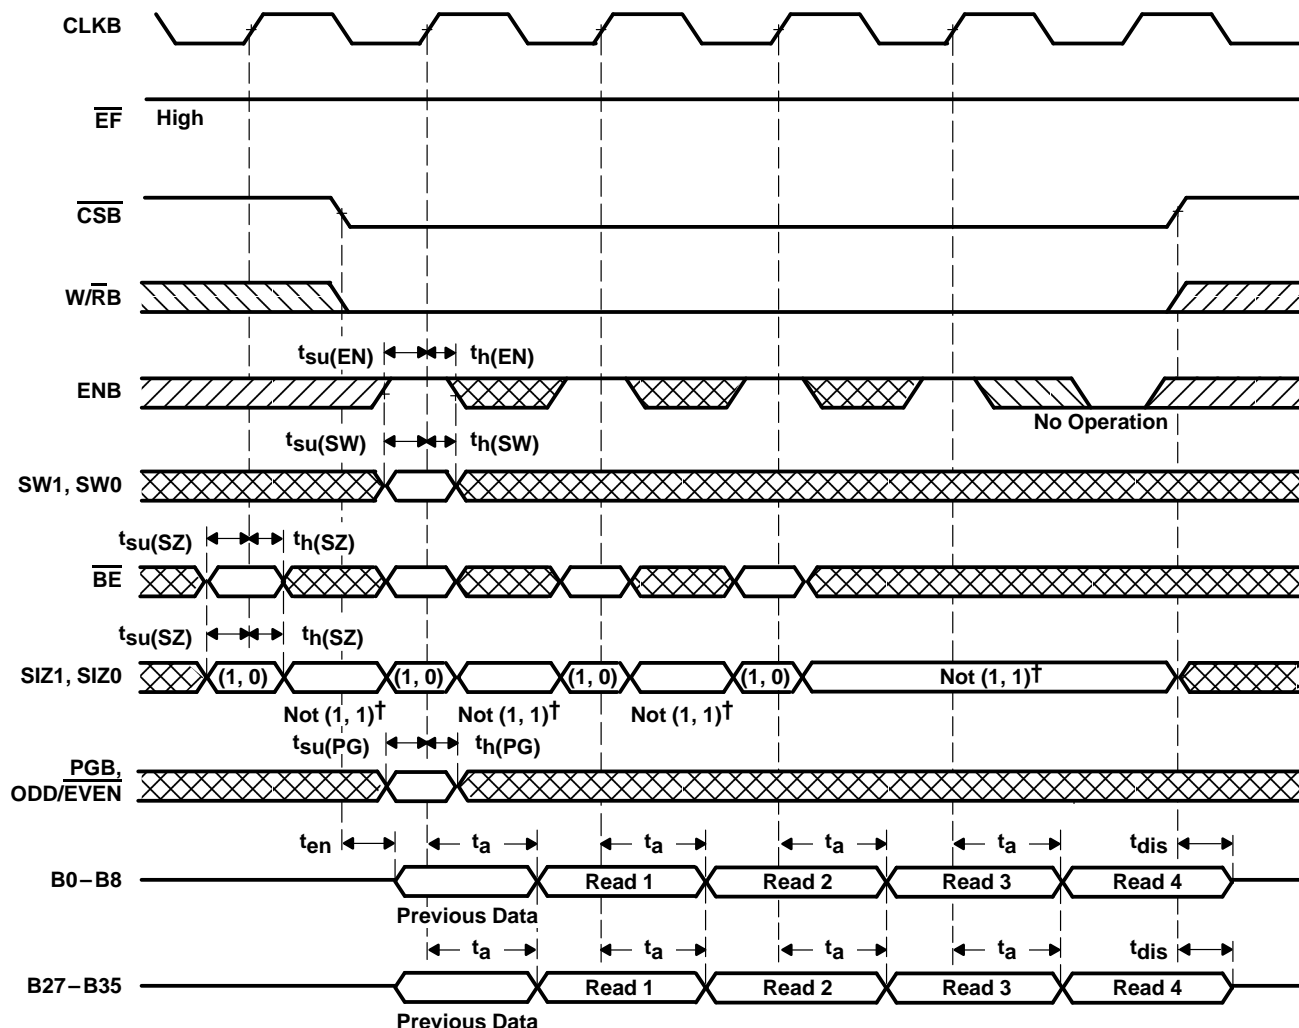 CLKB
EF
High
CSB
W/RB
tsu(EN) th(EN)
ENB
No Operation
tsu(SW) th(SW)
SW1, SW0
tsu(SZ) th(SZ)
BE
tsu(SZ) th(SZ)
SIZ1, SIZ0 (1, 0) (1, 0) (1, 0) (1, 0) Not (1, 1)†
Not (1, 1)† Not (1, 1)† Not (1, 1)†
tsu(PG) th(PG)
PGB,
ODD/EVEN
ten ta ta ta ta tdis
B0–B8 Read 1 Read 2 Read 3 Read 4
Previous Data
ta ta ta ta tdis
B27–B35 Read 1 Read 2 Read 3 Read 4
Previous Data